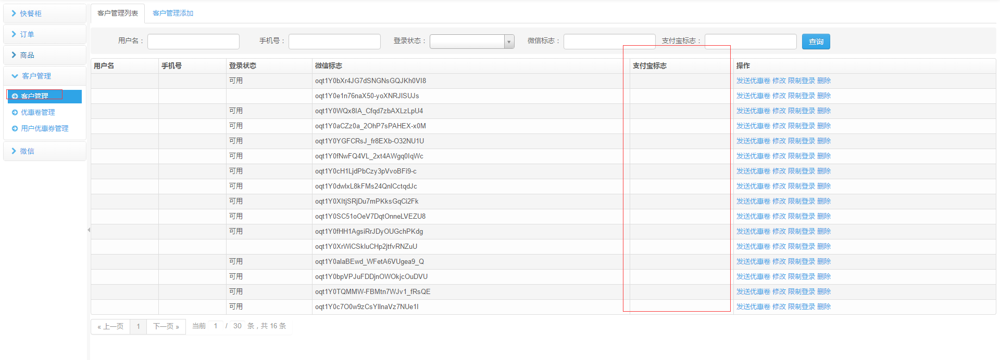 快餐柜
订单
商品
客户管理
客户管理
优惠卷管理
用户优惠券管理
微信
客户管理列表 客户管理添加
用户名： 手机号： 登录状态： 微信标志： 支付宝标志： 查询
用户名 手机号 登录状态 微信标志 支付宝标志 操作
可用 oqt1Y0bXr4JG7dSNGNsGQJKh0VI8 发送优惠卷 修改 限制登录 删除
oqt1Y0e1n76naX50-yoXNRJISUJs 发送优惠卷 修改 限制登录 删除
可用 oqt1Y0WQx8IA_Cfqd7zbAXLzLpU4 发送优惠卷 修改 限制登录 删除
可用 oqt1Y0aCZz0a_2OhP7sPAHEX-x0M 发送优惠卷 修改 限制登录 删除
可用 oqt1Y0YGFCRsJ_fr8EXb-O32NU1U 发送优惠卷 修改 限制登录 删除
可用 oqt1Y0fNwFQ4VL_2xt4AWgq0IqWc 发送优惠卷 修改 限制登录 删除
可用 oqt1Y0cH1LjdPbCzy3pVvoBFi9-c 发送优惠卷 修改 限制登录 删除
可用 oqt1Y0dwlxL8kFMs24QnlCctqdJc 发送优惠卷 修改 限制登录 删除
可用 oqt1Y0XItjSRjDu7mPKksGqCi2Fk 发送优惠卷 修改 限制登录 删除
可用 oqt1Y0SC51oOeV7DqtOnneLVEZU8 发送优惠卷 修改 限制登录 删除
可用 oqt1Y0fHH1AgsiRrJDyOUGchPKdg 发送优惠卷 修改 限制登录 删除
oqt1Y0XrWiCSkIuCHp2jtfvRNZuU 发送优惠卷 修改 限制登录 删除
可用 oqt1Y0alaBEwd_WFetA6VUgea9_Q 发送优惠卷 修改 限制登录 删除
可用 oqt1Y0bpVPJuFDDjnOWOkjcOuDVU 发送优惠卷 修改 限制登录 删除
可用 oqt1Y0TQMMW-FBMtn7WJv1_fRsQE 发送优惠卷 修改 限制登录 删除
可用 oqt1Y0c7O0w9zCsYIlnaVz7NUe1I 发送优惠卷 修改 限制登录 删除
« 上一页 1 下一页 » 当前 1 / 30 条，共 16 条